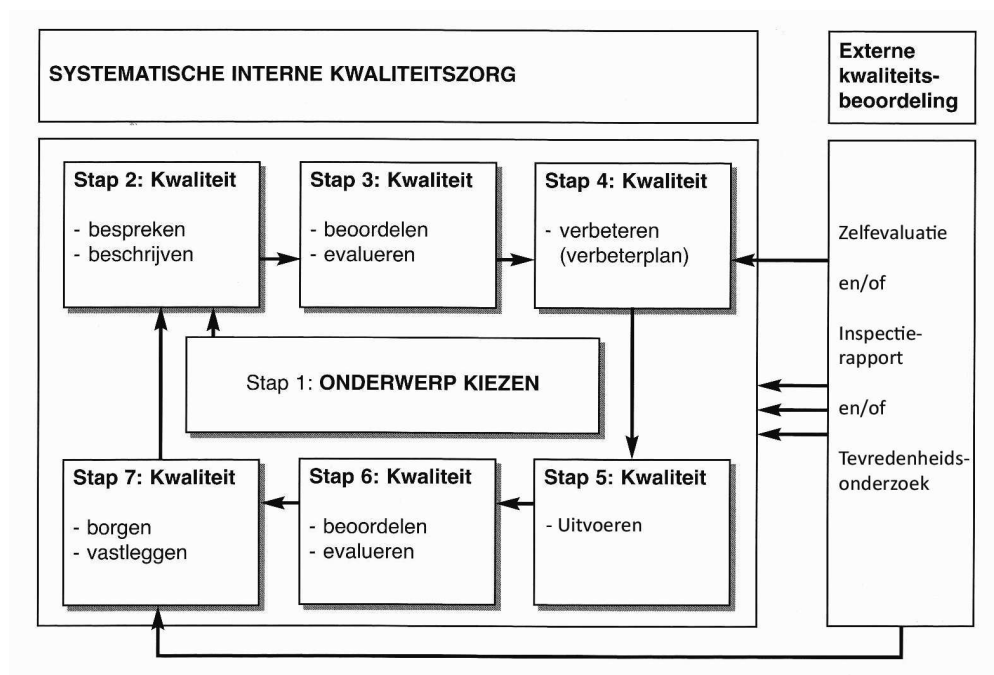 SYSTEMATISCHE INTERNE KWALITEITSZORG
Externe
kwaliteits-
beoordeling
Stap 2: Kwaliteit
- bespreken
- beschrijven
Stap 3: Kwaliteit
- beoordelen
- evalueren
Stap 4: Kwaliteit
- verbeteren
(verbeterplan)
Stap 1: ONDERWERP KIEZEN
Stap 7: Kwaliteit
- borgen
- vastleggen
Stap 6: Kwaliteit
- beoordelen
- evalueren
Stap 5: Kwaliteit
- Uitvoeren
Zelfevaluatie
en/of
Inspectie-
rapport
en/of
Tevredenheids-
onderzoek